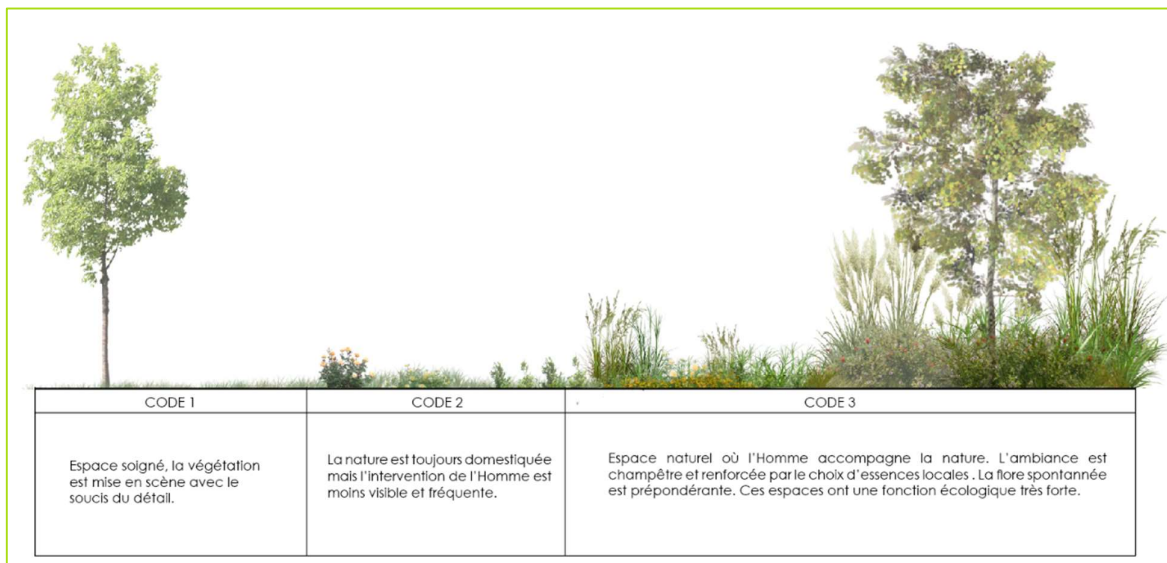 CODE 1
CODE 2
CODE 3
Espace soigné, la végétation
est mise en scène avec le
soucis du détail.
La nature est toujours domestiquée
mais l'intervention de l'Homme est
moins visible et fréquente.
Espace naturel où l'Homme accompagne la nature. L'ambiance est
champêtre et renforcée par le choix d'essences locales . La flore spontannée
est prépondérante. Ces espaces ont une fonction écologique très forte.